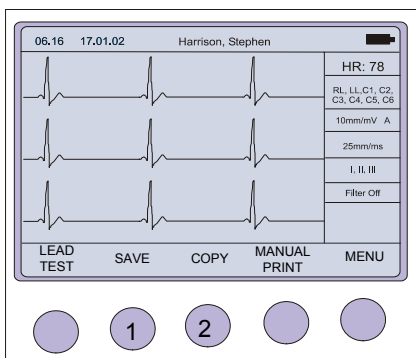 06.16 17.01.02 Harrison, Stephen
HR: 78
RL, LL,C1, C2,
C3, C4, C5, C6
10mm/mV A
25mm/ms
I, II, III
Filter Off
LEAD
TEST
SAVE
COPY
MANUAL
PRINT
MENU
1
2